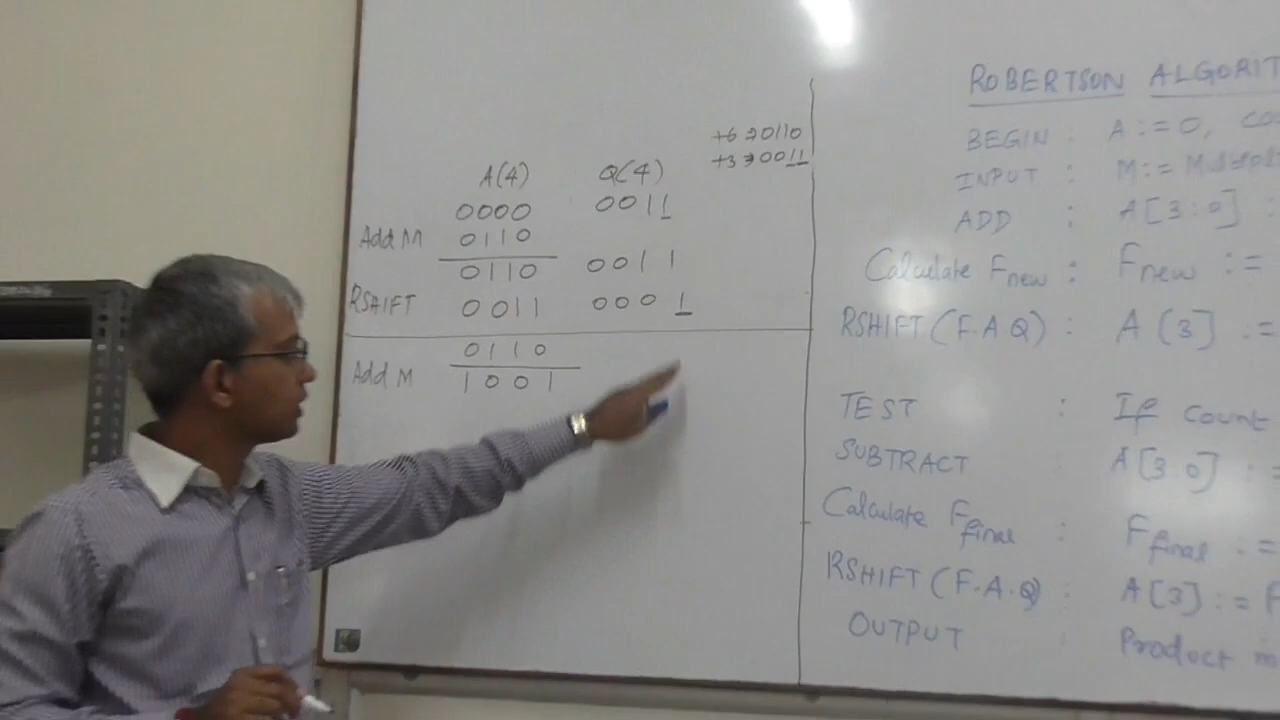 +6 ⇒ 0110
+3 ⇒ 0011
A(4) Q(4)
0000 0011
Add M 0110
0110 0011
RSHIFT 0011 0001
0110
Add M 1001
ROBERTSON ALGORIT
BEGIN : A := 0, CO
INPUT : M :=
ADD : A[3:0] :
Calculate Fnew : Fnew :=
RSHIFT (F.A.Q) : A[3] :=
TEST : If count
SUBTRACT A[3:0] :=
Calculate Ffinal : Ffinal :=
RSHIFT (F.A.Q) : A[3] := F
OUTPUT : Product